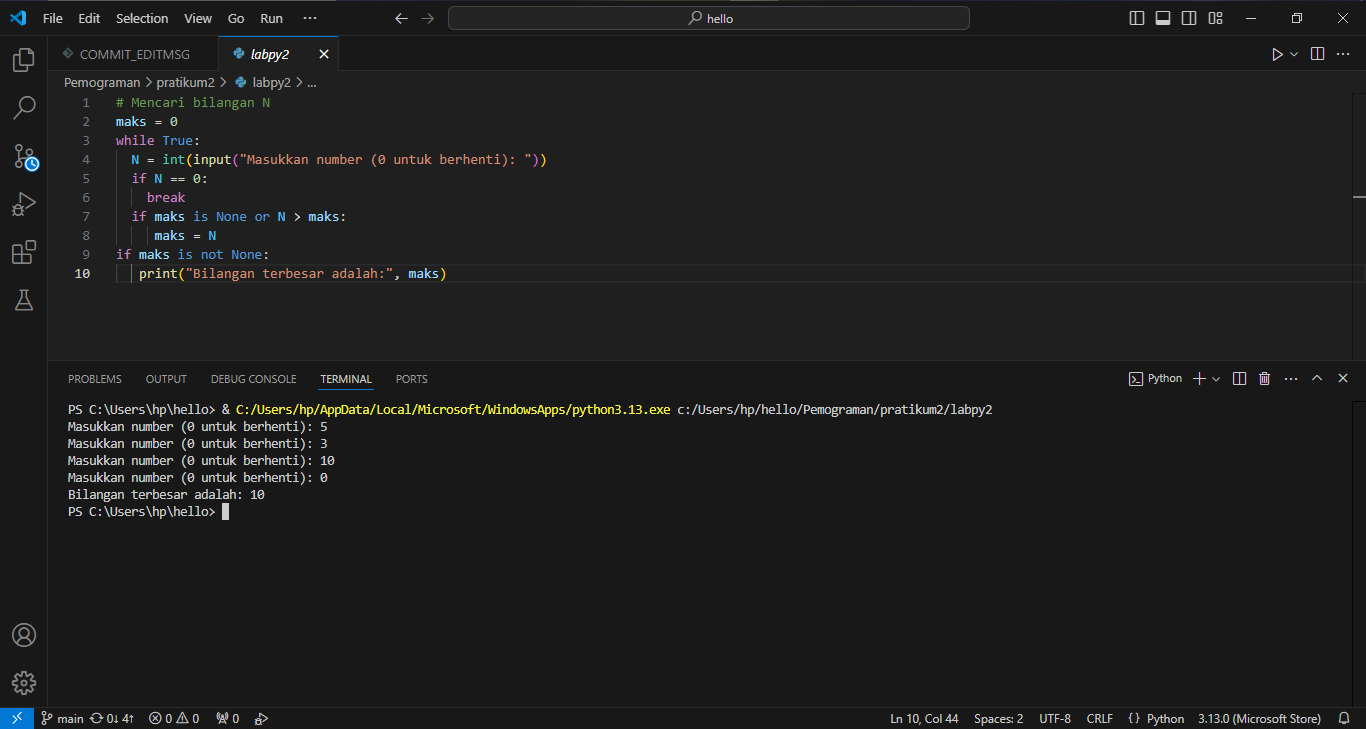 File Edit Selection View Go Run ··· hello
COMMIT_EDITMSG labpy2
Pemograman > pratikum2 > labpy2 > ...
1 # Mencari bilangan N
2 maks = 0
3 while True:
4 N = int(input("Masukkan number (0 untuk berhenti): "))
5 if N == 0:
6 break
7 if maks is None or N > maks:
8 maks = N
9 if maks is not None:
10 print("Bilangan terbesar adalah:", maks)
PROBLEMS OUTPUT DEBUG CONSOLE TERMINAL PORTS Python
PS C:\Users\hp\hello> & C:/Users/hp/AppData/Local/Microsoft/WindowsApps/python3.13.exe c:/Users/hp/hello/Pemograman/pratikum2/labpy2
Masukkan number (0 untuk berhenti): 5
Masukkan number (0 untuk berhenti): 3
Masukkan number (0 untuk berhenti): 10
Masukkan number (0 untuk berhenti): 0
Bilangan terbesar adalah: 10
PS C:\Users\hp\hello>
main 0↓ 4↑ 0 0 0 Ln 10, Col 44 Spaces: 2 UTF-8 CRLF {} Python 3.13.0 (Microsoft Store)